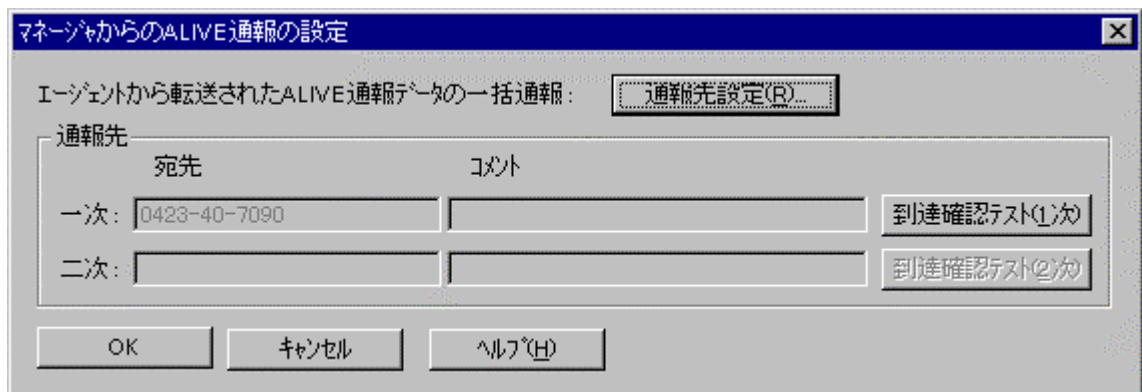 マネージャからのALIVE通報の設定
エージェントから転送されたALIVE通報データの一括通報： 通報先設定(R)...
通報先
宛先 コメント
一次： 0423-40-7090 到達確認テスト(1)次)
二次： 到達確認テスト(2)次)
OK キャンセル ヘルプ(H)